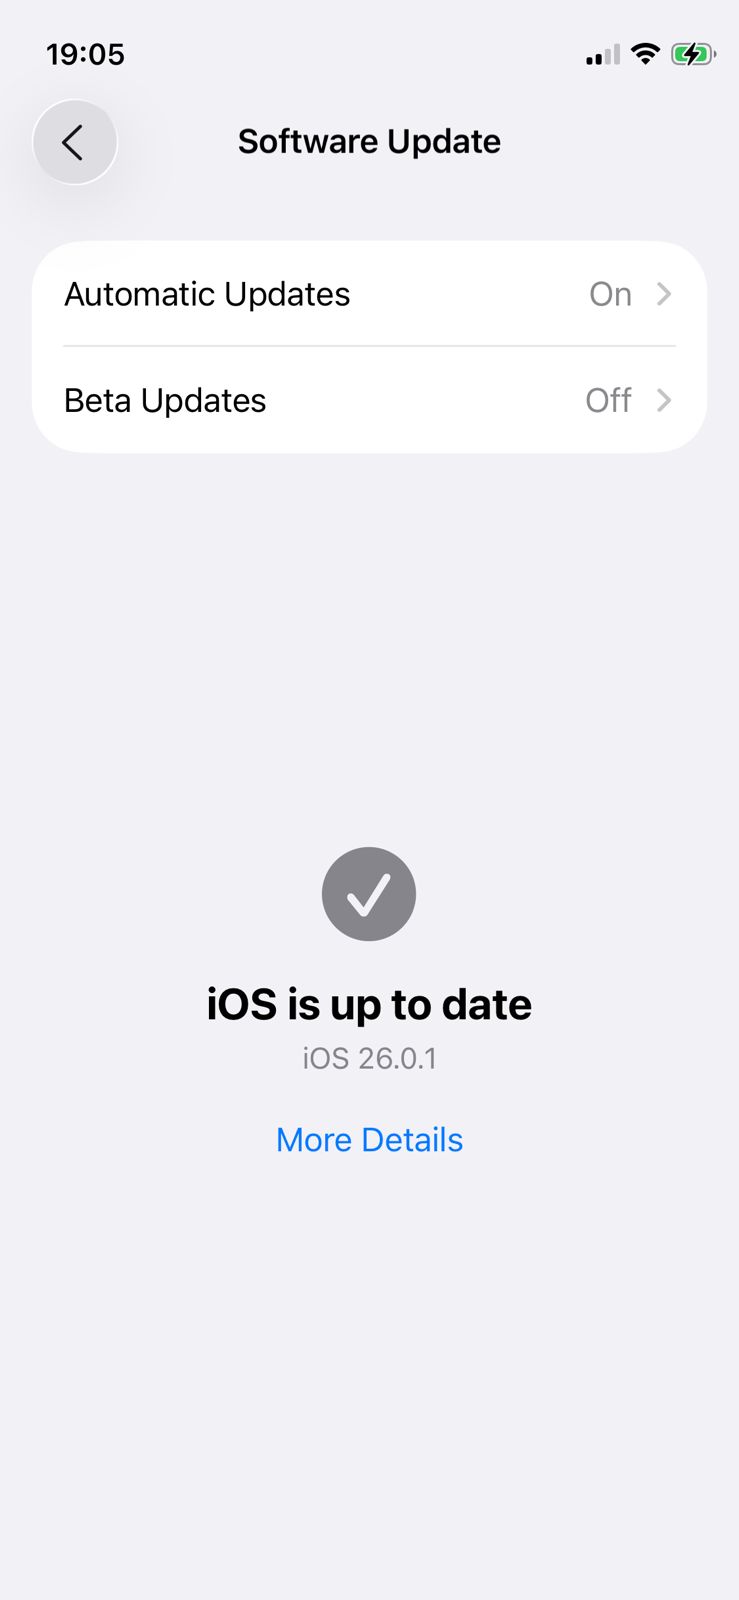 19:05
Software Update
Automatic Updates On
Beta Updates Off
iOS is up to date
iOS 26.0.1
More Details